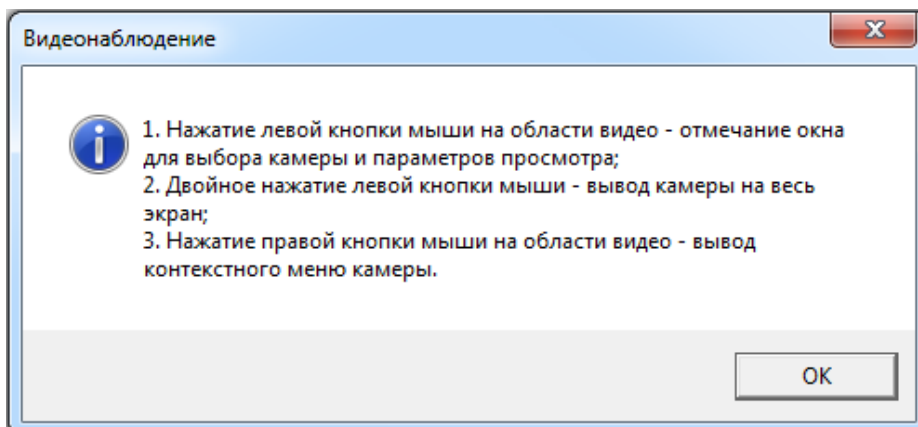 Видеонаблюдение
1. Нажатие левой кнопки мыши на области видео - отмечание окна
для выбора камеры и параметров просмотра;
2. Двойное нажатие левой кнопки мыши - вывод камеры на весь
экран;
3. Нажатие правой кнопки мыши на области видео - вывод
контекстного меню камеры.
ОК